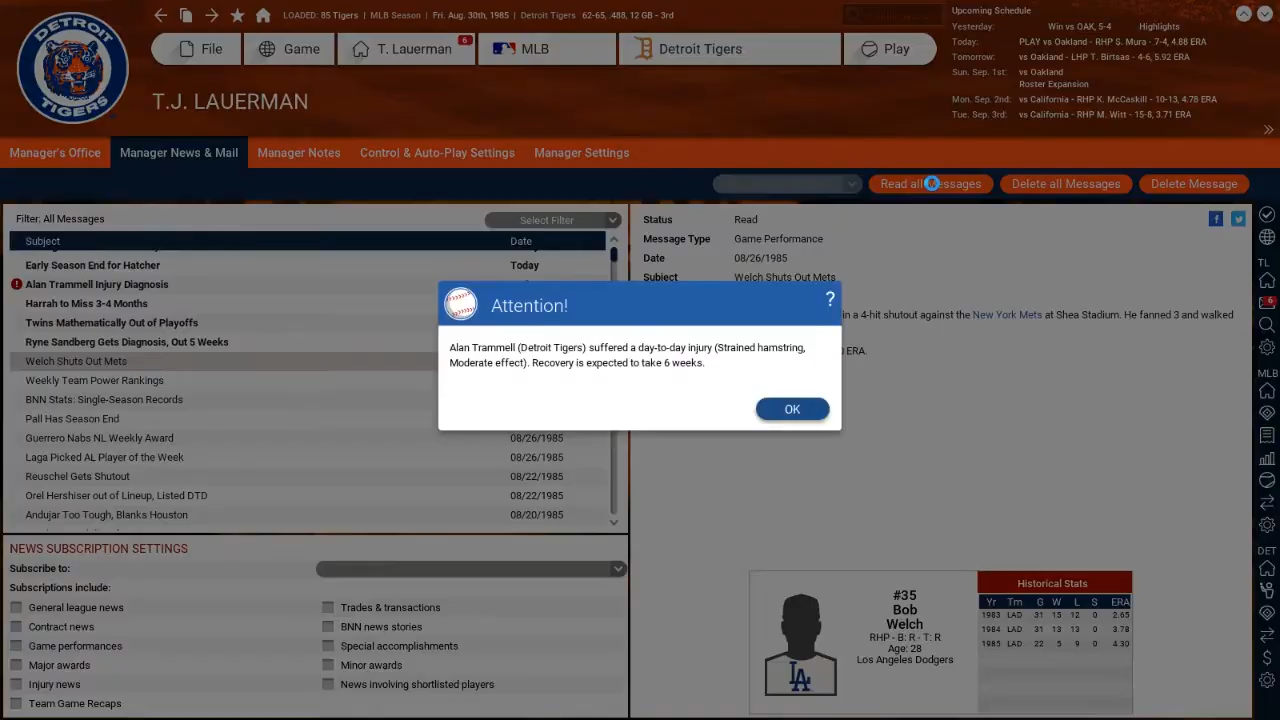 DETROIT
TIGERS
LOADED: 85 Tigers | MLB Season | Fri. Aug. 30th, 1985 | Detroit Tigers 62-65, .488, 12 GB - 3rd
File
Game
T. Lauerman
6
MLB
Detroit Tigers
Play
Upcoming Schedule
Yesterday: Win vs OAK, 5-4 Highlights
Today: PLAY vs Oakland - RHP S. Mura - 7-4, 4.88 ERA
Tomorrow: vs Oakland - LHP T. Birtsas - 4-6, 5.92 ERA
Sun. Sep. 1st: vs Oakland
Roster Expansion
Mon. Sep. 2nd: vs California - RHP K. McCaskill - 10-13, 4.78 ERA
Tue. Sep. 3rd: vs California - RHP M. Witt - 15-8, 3.71 ERA
T.J. LAUERMAN
Manager's Office
Manager News & Mail
Manager Notes
Control & Auto-Play Settings
Manager Settings
Read all Messages
Delete all Messages
Delete Message
Filter: All Messages
Select Filter
Subject Date
Early Season End for Hatcher Today
Alan Trammell Injury Diagnosis
Harrah to Miss 3-4 Months
Twins Mathematically Out of Playoffs
Ryne Sandberg Gets Diagnosis, Out 5 Weeks
Welch Shuts Out Mets
Weekly Team Power Rankings
BNN Stats: Single-Season Records
Pall Has Season End
Guerrero Nabs NL Weekly Award 08/26/1985
Laga Picked AL Player of the Week 08/26/1985
Reuschel Gets Shutout 08/22/1985
Orel Hershiser out of Lineup, Listed DTD 08/22/1985
Andujar Too Tough, Blanks Houston 08/20/1985
Status Read
Message Type Game Performance
Date 08/26/1985
Subject Welch Shuts Out Mets
in a 4-hit shutout against the New York Mets at Shea Stadium. He fanned 3 and walked
ERA.
Attention!
?
Alan Trammell (Detroit Tigers) suffered a day-to-day injury (Strained hamstring,
Moderate effect). Recovery is expected to take 6 weeks.
OK
NEWS SUBSCRIPTION SETTINGS
Subscribe to:
Subscriptions include:
General league news
Contract news
Game performances
Major awards
Injury news
Team Game Recaps
Trades & transactions
BNN news stories
Special accomplishments
Minor awards
News involving shortlisted players
#35
Bob
Welch
RHP - B: R - T: R
Age: 28
Los Angeles Dodgers
LA
Historical Stats
Yr Tm G W L S ERA
1983 LAD 31 15 12 0 2.65
1984 LAD 31 13 13 0 3.78
1985 LAD 22 5 9 0 4.30
TL
6
MLB
DET